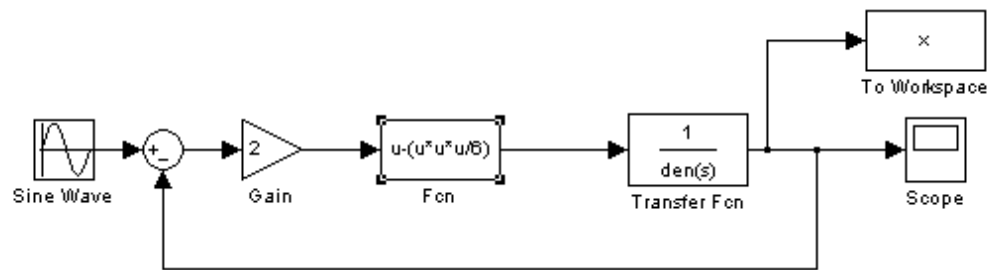 x
To Workspace
+
-
2
u-(u*u*u/6)
1
den(s)
Sine Wave
Gain
Fcn
Transfer Fcn
Scope